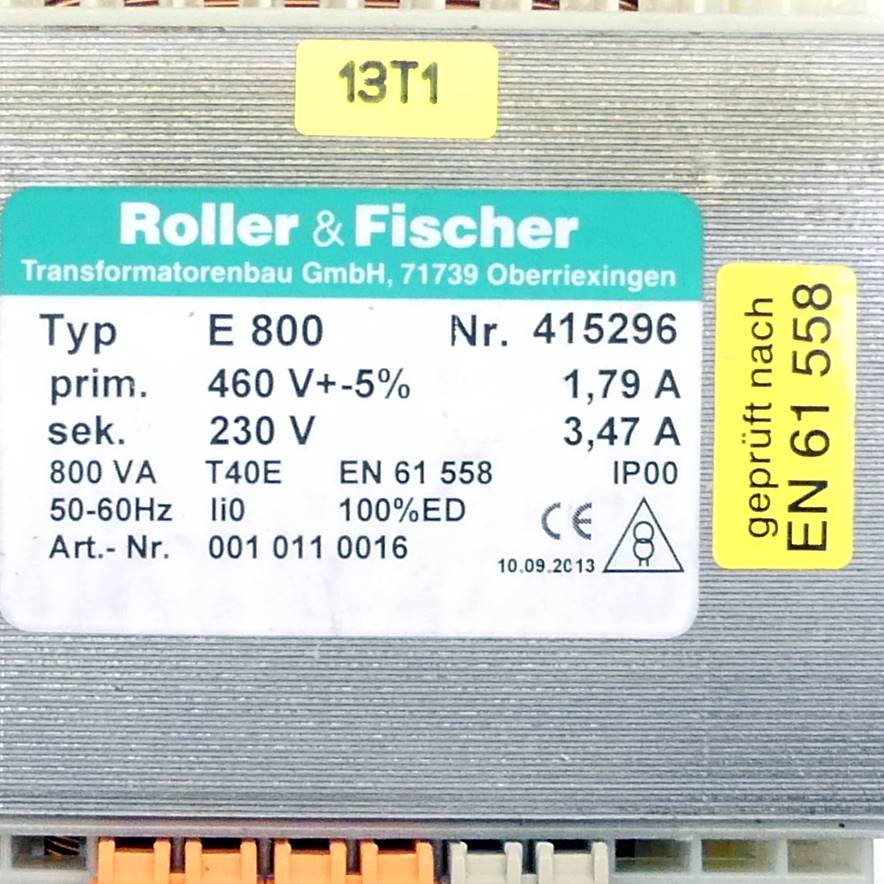 13T1
Roller & Fischer
Transformatorenbau GmbH, 71739 Oberriexingen
Typ E 800 Nr. 415296
prim. 460 V+-5% 1,79 A
sek. 230 V 3,47 A
800 VA T40E EN 61 558 IP00
50-60Hz Ii0 100%ED CE
Art.- Nr. 001 011 0016
10.09.2013
geprüft nach
EN 61 558